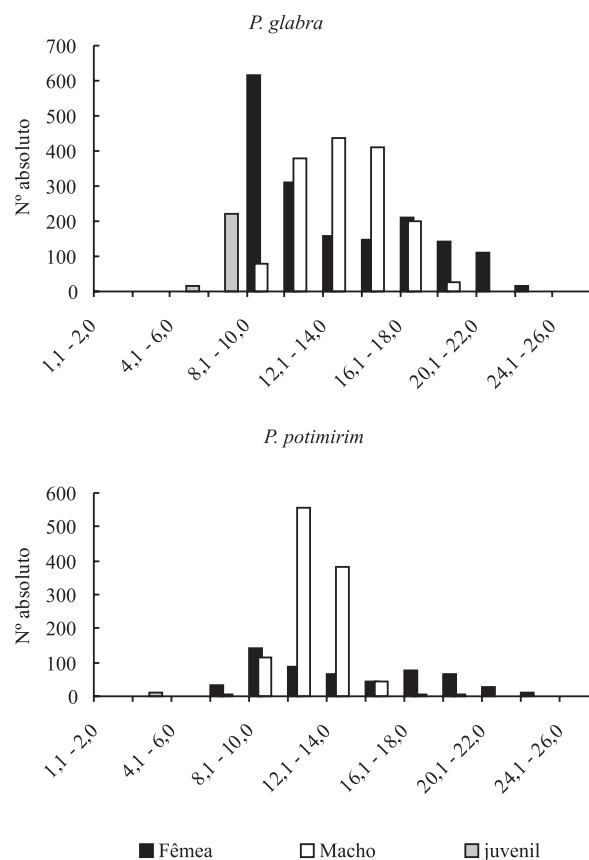 P. glabra
700
600
500
400
300
200
100
0
Nº absoluto
1,1 - 2,0
4,1 - 6,0
8,1 - 10,0
12,1 - 14,0
16,1 - 18,0
20,1 - 22,0
24,1 - 26,0
P. potimirim
600
500
400
300
200
100
0
Nº absoluto
1,1 - 2,0
4,1 - 6,0
8,1 - 10,0
12,1 - 14,0
16,1 - 18,0
20,1 - 22,0
24,1 - 26,0
Fêmea Macho juvenil